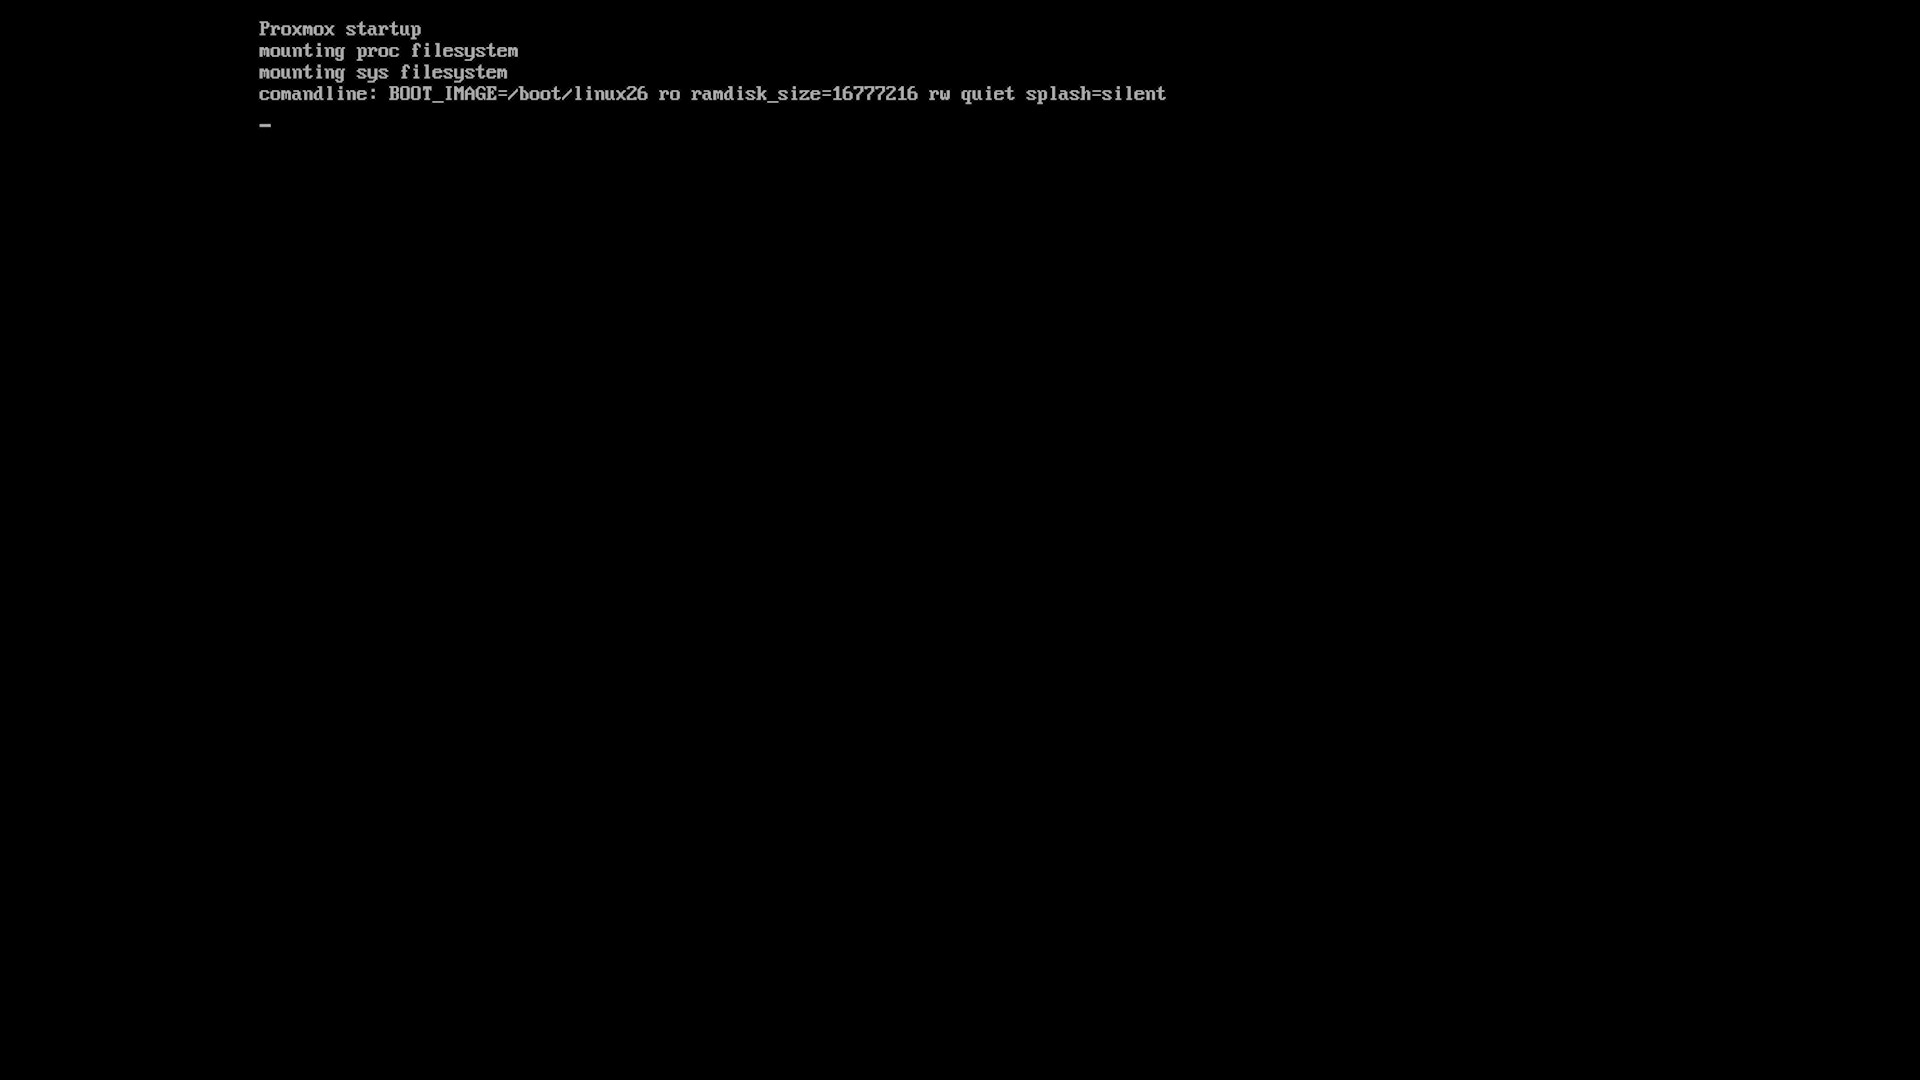 Proxmox startup
mounting proc filesystem
mounting sys filesystem
comandline: BOOT_IMAGE=/boot/linux26 ro ramdisk_size=16777216 rw quiet splash=silent
_